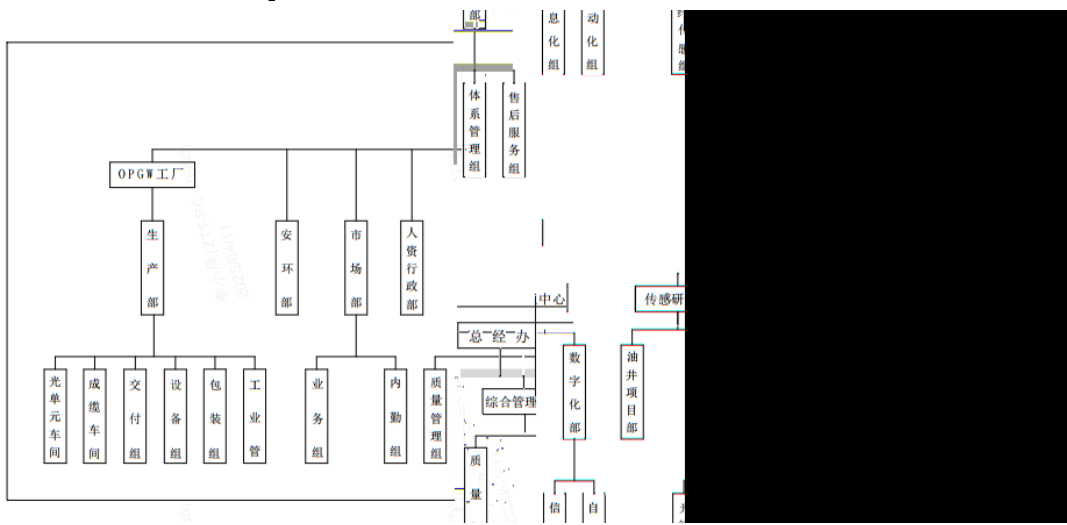 部
息化组
动化组
体系管理组
售后服务组
OPGW工厂
生产部
安环部
市场部
人资行政部
中心
传感研
总经办
数字化部
油井项目部
光单元车间
成缆车间
交付组
设备组
包装组
工业管
业务组
内勤组
质量管理组
综合管理
质量
信
自